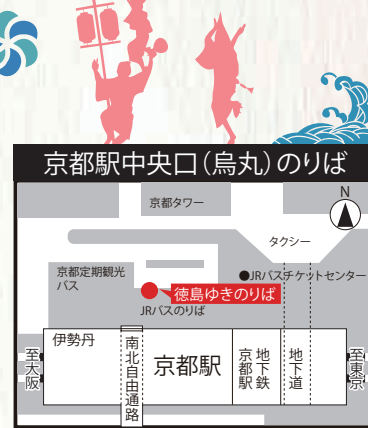 京都駅中央口(烏丸)のりば
N
京都タワー
タクシー
京都定期観光
バス
●JRバスチケットセンター
徳島ゆきのりば
JRバスのりば
伊勢丹
至大阪
南北自由通路
京都駅
地下鉄
京都駅
地下道
至東京